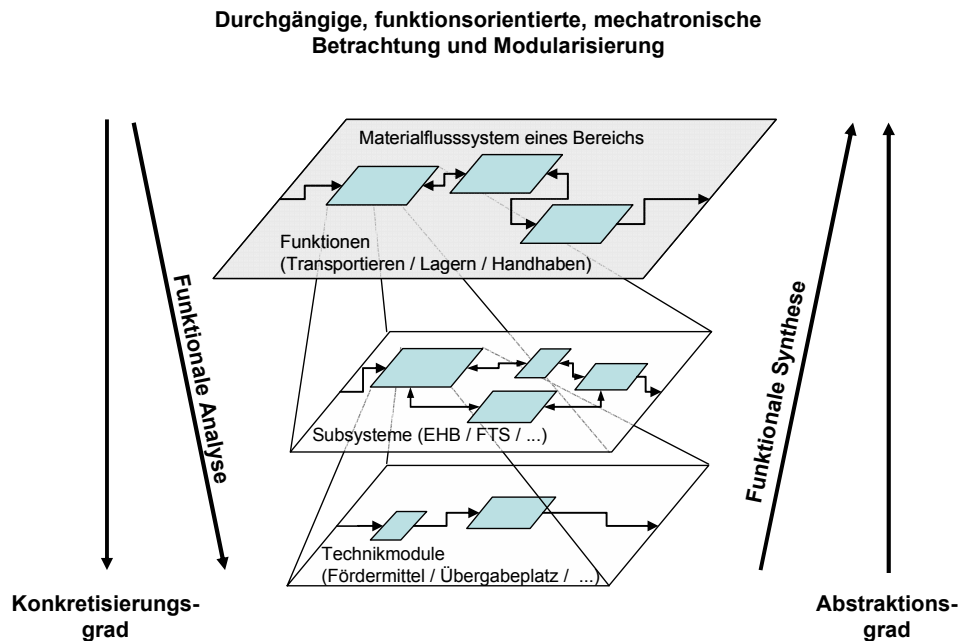 Durchgängige, funktionsorientierte, mechatronische
Betrachtung und Modularisierung
Materialflusssystem eines Bereichs
Funktionen
(Transportieren / Lagern / Handhaben)
Funktionale Analyse
Funktionale Synthese
Subsysteme (EHB / FTS / ...)
Technikmodule
(Fördermittel / Übergabeplatz / ...)
Konkretisierungs-
grad
Abstraktions-
grad